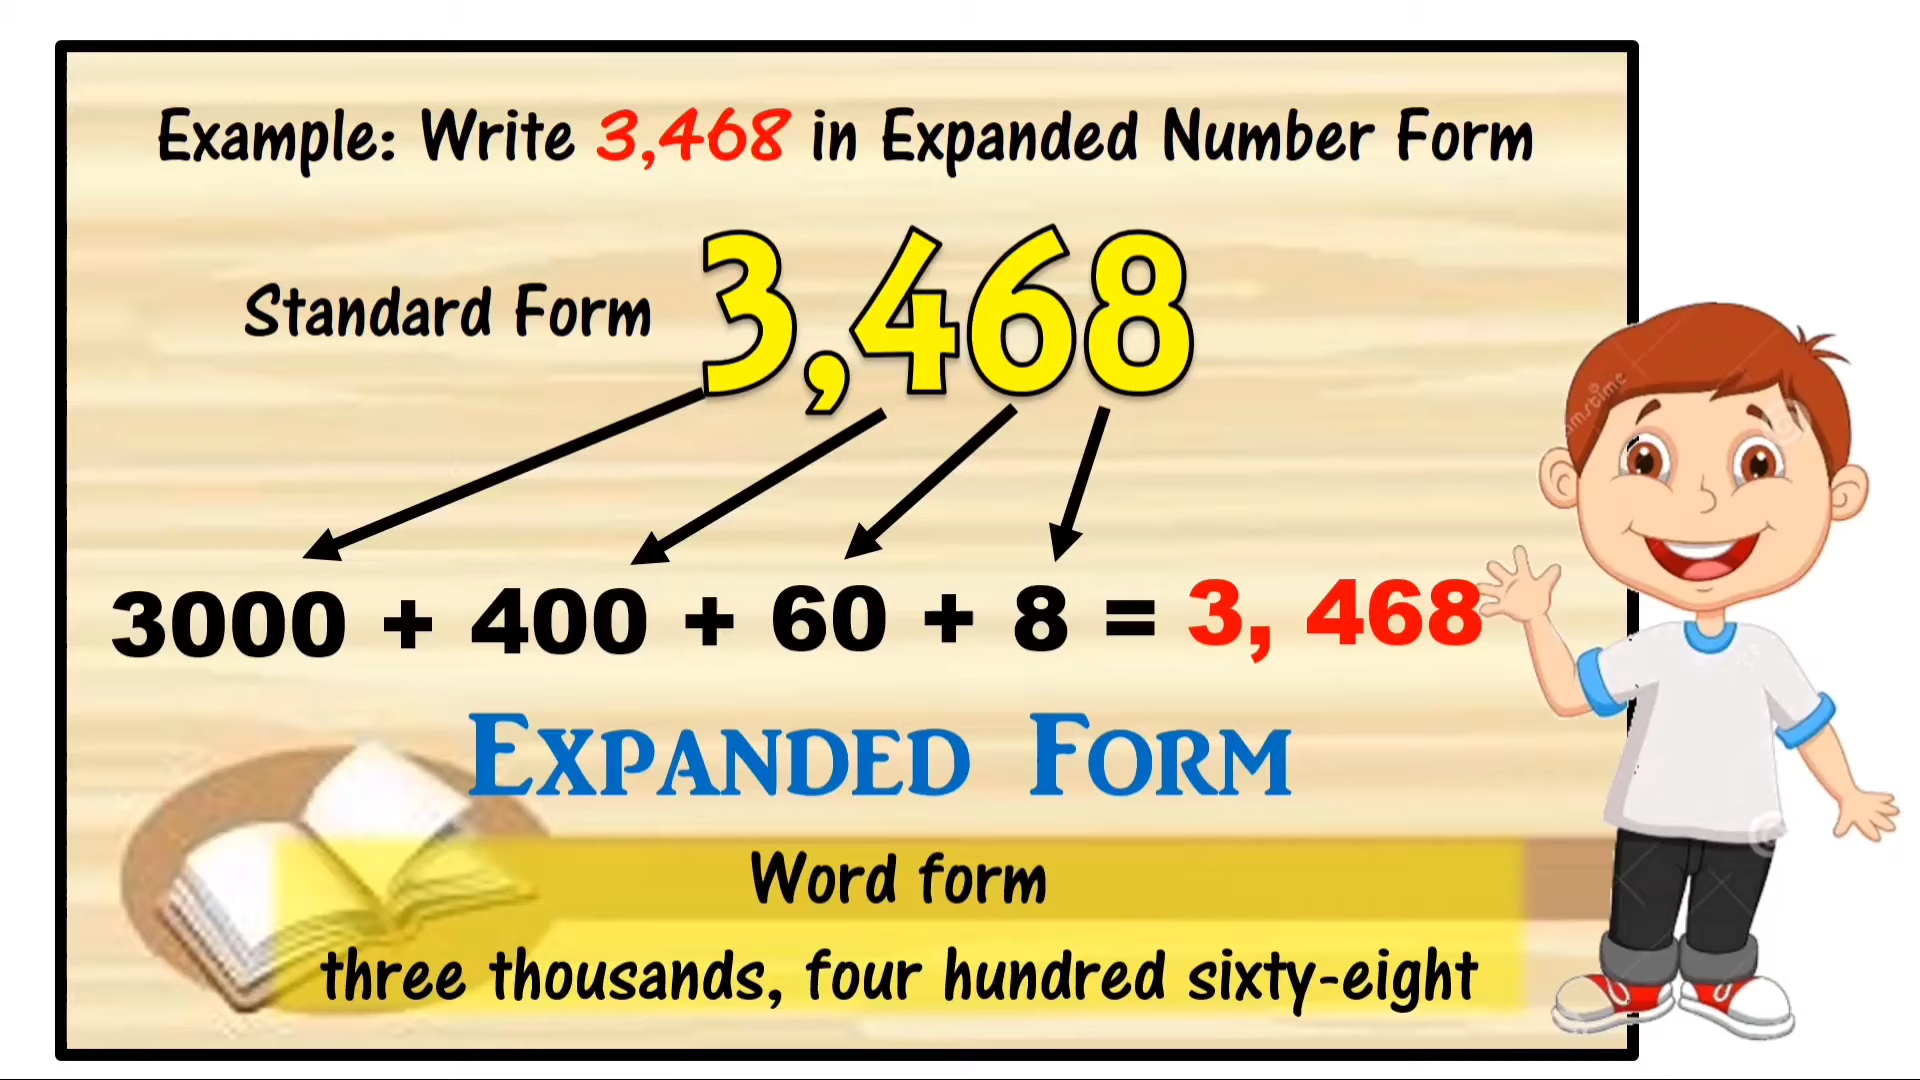 Example: Write 3,468 in Expanded Number Form
Standard Form 3,468
3000 + 400 + 60 + 8 = 3, 468
EXPANDED FORM
Word form
three thousands, four hundred sixty-eight